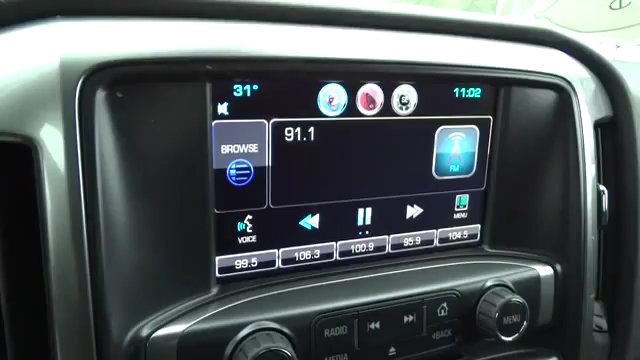 31° 11:02
BROWSE 91.1 FM
VOICE MENU
99.5 106.3 100.9 95.9 104.5
RADIO MENU
BACK
MEDIA